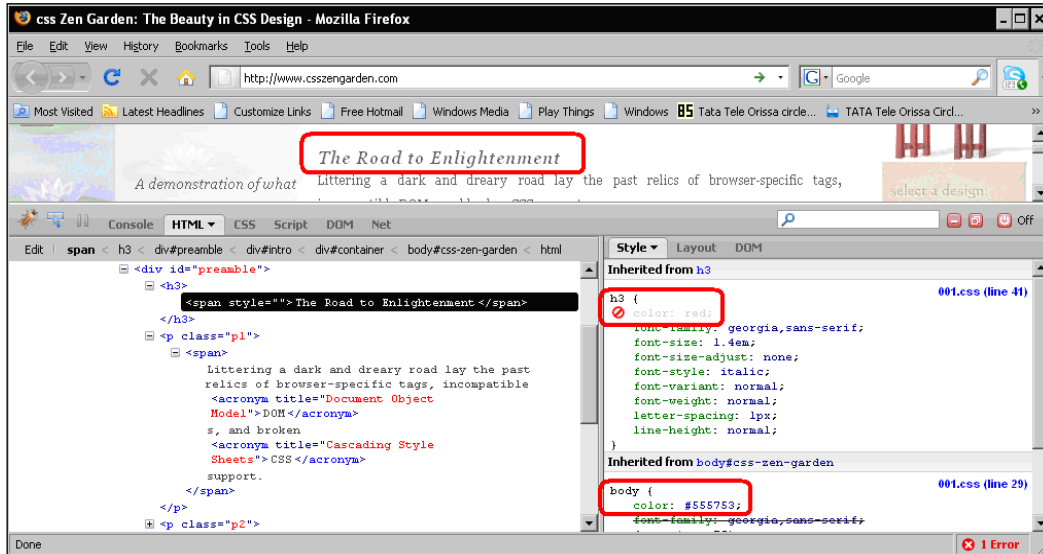 css Zen Garden: The Beauty in CSS Design - Mozilla Firefox
File Edit View History Bookmarks Tools Help
http://www.csszengarden.com
G Google
Most Visited Latest Headlines Customize Links Free Hotmail Windows Media Play Things Windows 85 Tata Tele Orissa circle... TATA Tele Orissa Circl... »
The Road to Enlightenment
A demonstration of what
Littering a dark and dreary road lay the past relics of browser-specific tags,
select a design:
Console HTML CSS Script DOM Net
Off
Edit span < h3 < div#preamble < div#intro < div#container < body#css-zen-garden < html
Style Layout DOM
<div id="preamble">
<h3>
<span style="">The Road to Enlightenment</span>
</h3>
<p class="p1">
<span>
Littering a dark and dreary road lay the past
relics of browser-specific tags, incompatible
<acronym title="Document Object
Model">DOM</acronym>
s, and broken
<acronym title="Cascading Style
Sheets">CSS</acronym>
support.
</span>
</p>
<p class="p2">
Inherited from h3
001.css (line 41)
h3 {
color: red;
font-family: georgia,sans-serif;
font-size: 1.4em;
font-size-adjust: none;
font-style: italic;
font-variant: normal;
font-weight: normal;
letter-spacing: 1px;
line-height: normal;
}
Inherited from body#css-zen-garden
001.css (line 29)
body {
color: #555753;
font-family: georgia,sans-serif;
Done
1 Error